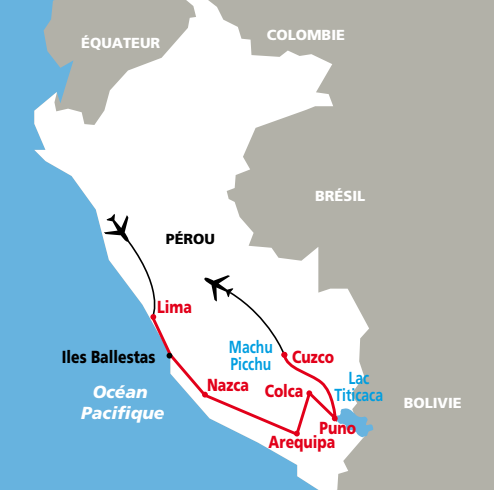 COLOMBIE
ÉQUATEUR
BRÉSIL
PÉROU
Lima
Machu
Picchu
Iles Ballestas
Cuzco
Lac
Titicaca
Nazca
Colca
Océan
Pacifique
BOLIVIE
Puno
Arequipa